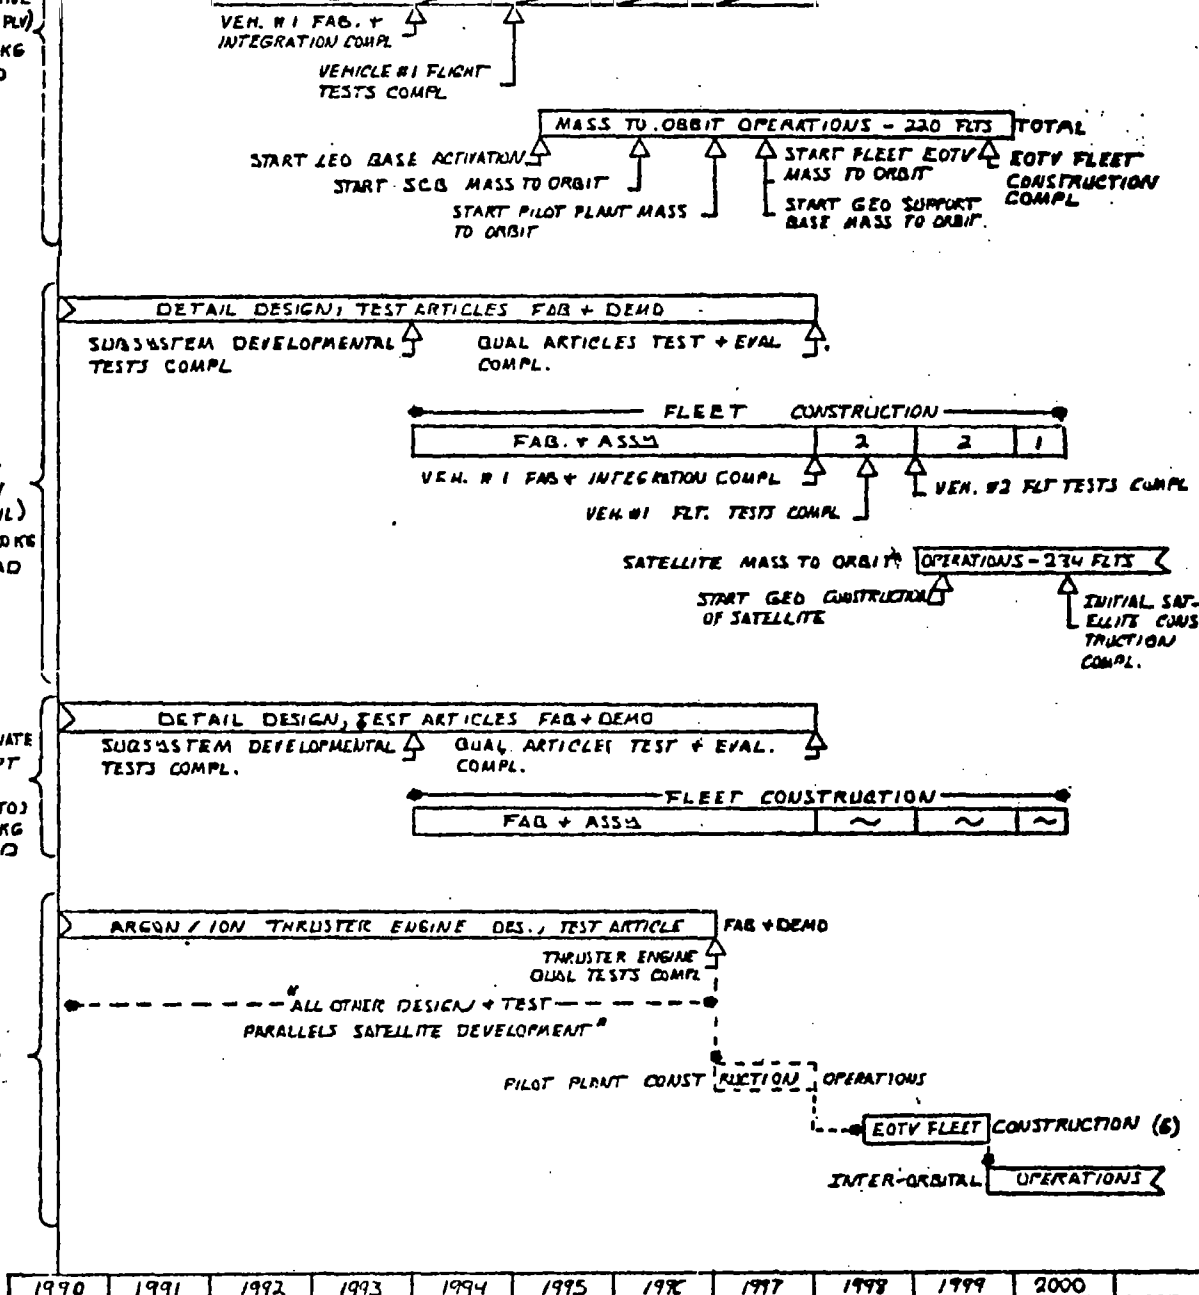 PLV)
KG
VEH. #1 FAB. +
INTEGRATION COMPL
VEHICLE #1 FLIGHT
TESTS COMPL
MASS TO ORBIT OPERATIONS - 220 FLTS TOTAL
START LEO BASE ACTIVATION
START SCB MASS TO ORBIT
START PILOT PLANT MASS
TO ORBIT
START FLEET EOTV
MASS TO ORBIT
START GEO SUPPORT
BASE MASS TO ORBIT.
EOTV FLEET
CONSTRUCTION
COMPL
DETAIL DESIGN, TEST ARTICLES FAB + DEMO
SUBSYSTEM DEVELOPMENTAL
TESTS COMPL
QUAL ARTICLES TEST + EVAL
COMPL.
FLEET CONSTRUCTION
FAB. + ASSY 2 2 1
VEH. #1 FAB + INTEGRATION COMPL
VEH. #2 FLT TESTS COMPL
VEH. #1 FLT. TESTS COMPL
SATELLITE MASS TO ORBIT OPERATIONS - 234 FLTS
START GEO CONSTRUCTION
OF SATELLITE
INITIAL SAT-
ELLITE CONS
TRUCTION
COMPL.
DETAIL DESIGN, TEST ARTICLES FAB + DEMO
SUBSYSTEM DEVELOPMENTAL
TESTS COMPL.
QUAL ARTICLES TEST + EVAL.
COMPL.
KG
FLEET CONSTRUCTION
FAB + ASSY ~ ~ ~
ARGON / ION THRUSTER ENGINE DES., TEST ARTICLE FAB + DEMO
THRUSTER ENGINE
QUAL TESTS COMPL
"ALL OTHER DESIGN + TEST
PARALLELS SATELLITE DEVELOPMENT"
PILOT PLANT CONSTRUCTION OPERATIONS
EOTV FLEET CONSTRUCTION (6)
INTER-ORBITAL OPERATIONS
1990 1991 1992 1993 1994 1995 1996 1997 1998 1999 2000